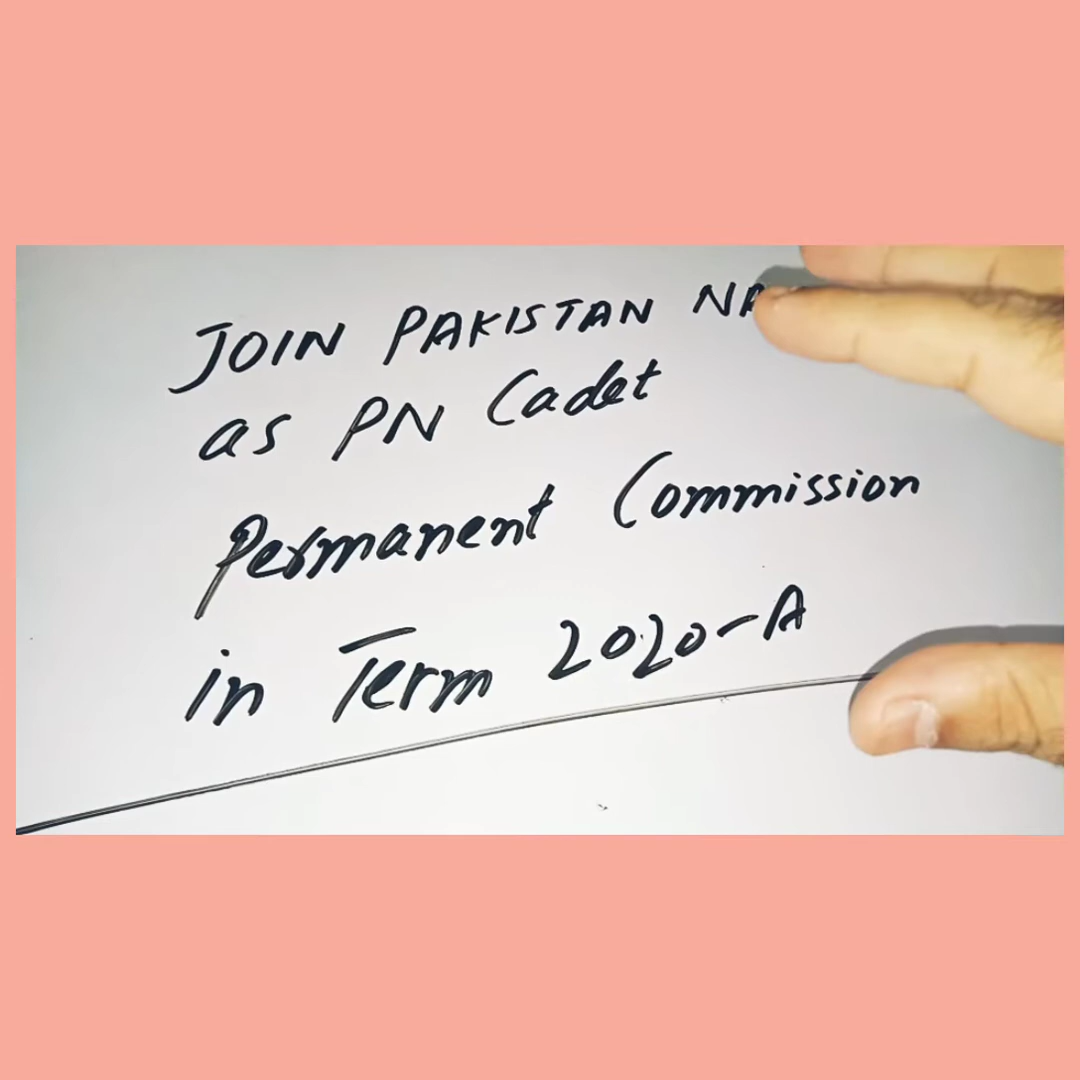 JOIN PAKISTAN
as PN Cadet
Permanent Commission
in Term 2020-A